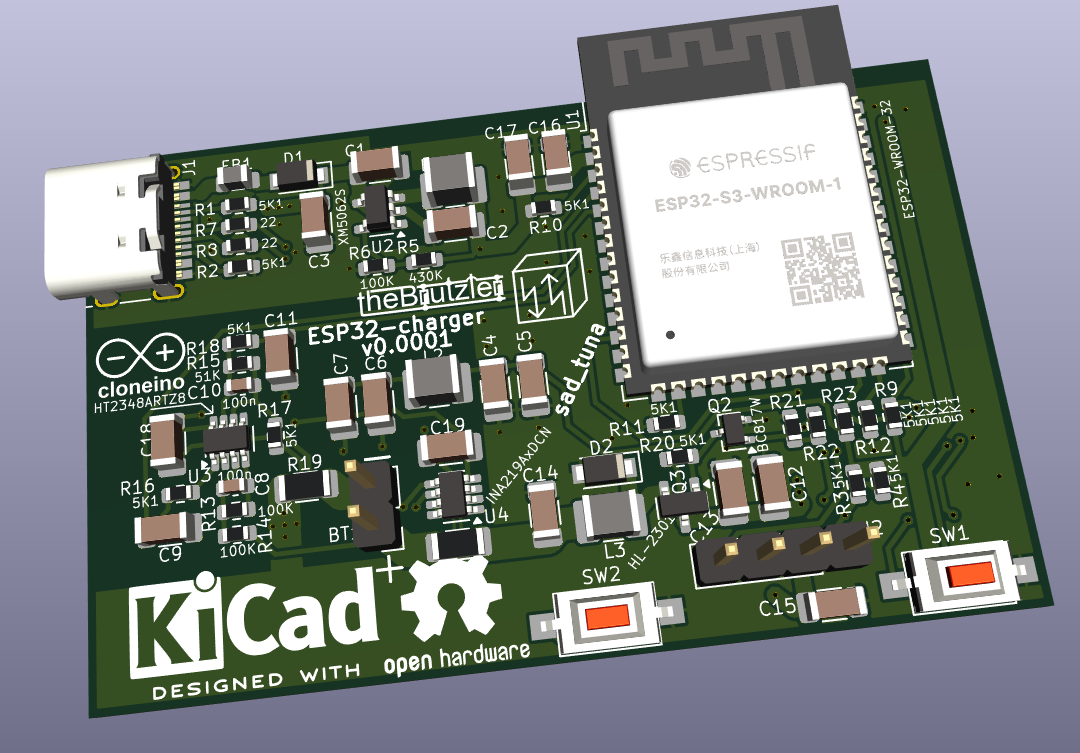 ESPRESSIF
ESP32-S3-WROOM-1
乐鑫信息科技(上海)
股份有限公司
ESP32-WROOM-32
U1
C17
C16
J1
D1
R1
5K1
R7
22
R3
22
R2
5K1
C3
XM5062S
U2
R5
R6
100K
430K
C2
R10
5K1
theBrutzler
ESP32-charger
v0.0001
sad_tuna
cloneino
HT2348ARTZ8
5K1
R18
R15
51K
C10
100n
C11
C7
C6
L2
C4
C5
C18
R17
5K1
U3
100n
R16
5K1
R13
C8
100K
R14
100K
C9
R19
C19
INA219AxDCN
U4
C14
D2
L3
HL-2301
Q3
5K1
R11
R20
5K1
Q2
BC817W
R21
R23
R9
5K1
5K1
5K1
5K1
R22
R12
R3
5K1
R4
5K1
C13
C12
SW1
SW2
C15
+
KiCad
DESIGNED WITH
open hardware